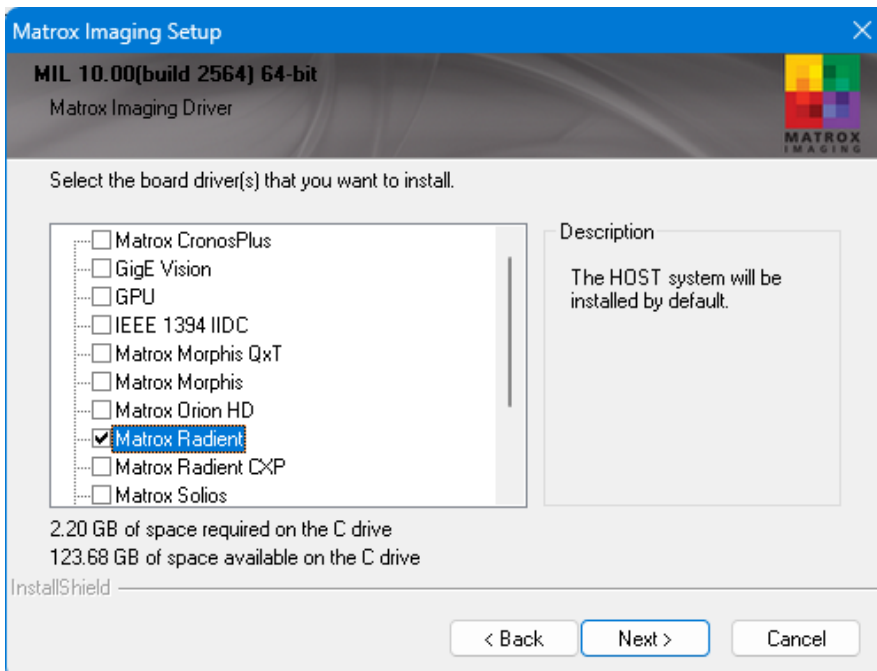 Matrox Imaging Setup
MIL 10.00(build 2564) 64-bit
Matrox Imaging Driver
MATROX
IMAGING
Select the board driver(s) that you want to install.
Matrox CronosPlus
GigE Vision
GPU
IEEE 1394 IIDC
Matrox Morphis QxT
Matrox Morphis
Matrox Orion HD
Matrox Radient
Matrox Radient CXP
Matrox Solios
Description
The HOST system will be
installed by default.
2.20 GB of space required on the C drive
123.68 GB of space available on the C drive
InstallShield
< Back
Next >
Cancel